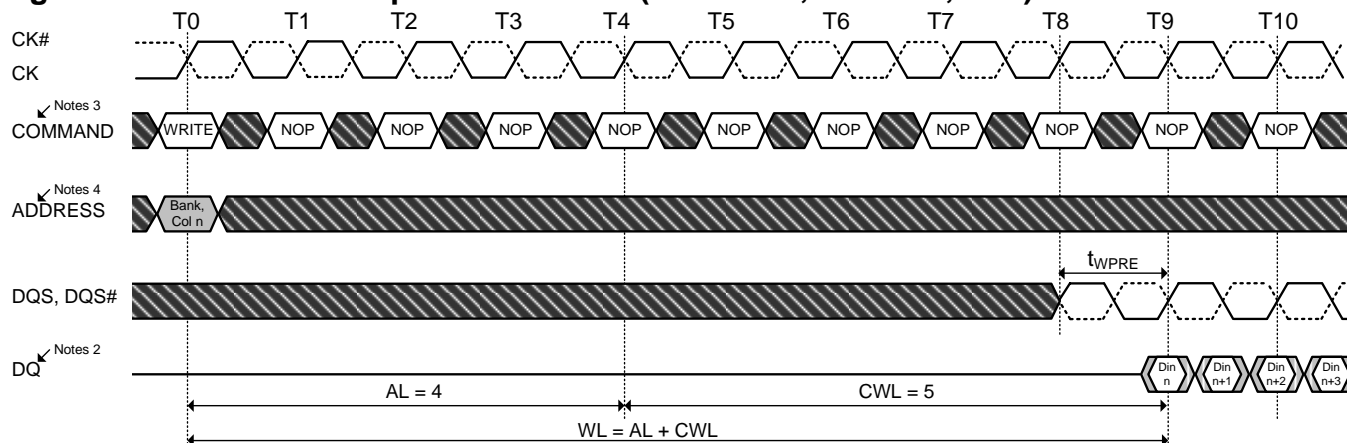 T0 T1 T2 T3 T4 T5 T6 T7 T8 T9 T10
CK#
CK
Notes 3
COMMAND WRITE NOP NOP NOP NOP NOP NOP NOP NOP NOP NOP
Notes 4
ADDRESS Bank,
Col n
tWPRE
DQS, DQS#
Notes 2
DQ Din Din Din Din
n n+1 n+2 n+3
AL = 4 CWL = 5
WL = AL + CWL